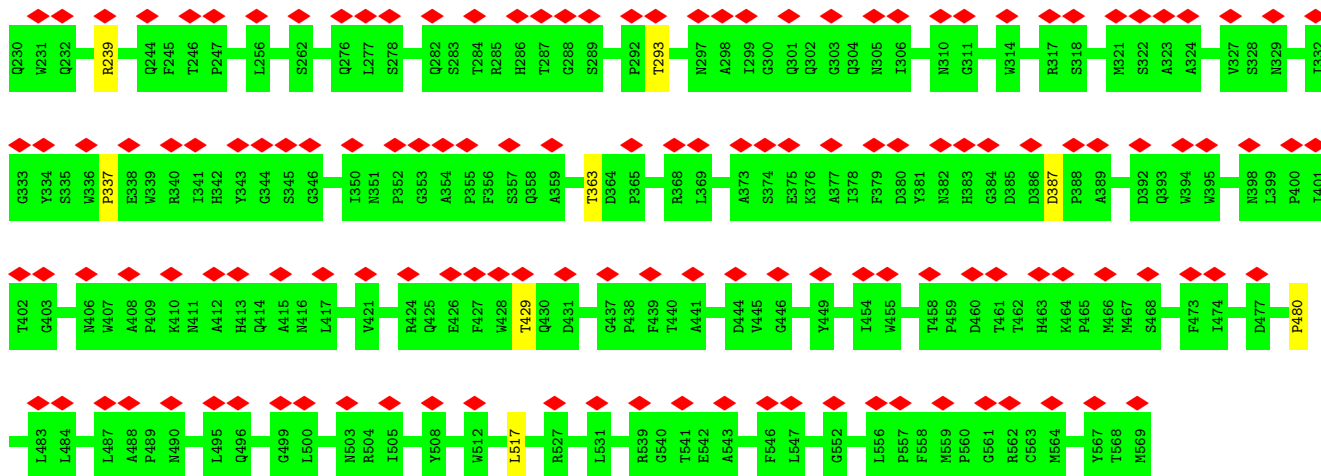 Q230 W231 Q232 R239 Q244 F245 T246 P247 L256 S262 Q276 L277 S278 Q282 S283 T284 R285 H286 T287 G288 S289 P292 T293 N297 A298 I299 G300 Q301 Q302 G303 Q304 N305 I306 N310 G311 W314 R317 S318 M321 S322 A323 A324 V327 S328 N329 I332
G333 Y334 S335 W336 P337 E338 W339 R340 I341 H342 Y343 G344 S345 G346 I350 N351 P352 G353 A354 P355 F356 S357 Q358 A359 T363 D364 P365 R368 L369 A373 S374 E375 K376 A377 I378 F379 D380 Y381 N382 H383 G384 D385 D386 D387 P388 A389 D392 Q393 W394 W395 N398 L399 P400 I401
T402 G403 N406 W407 A408 P409 K410 N411 A412 H413 Q414 A415 N416 L417 V421 R424 Q425 E426 F427 W428 T429 Q430 D431 G437 P438 F439 T440 A441 D444 V445 G446 Y449 I454 W455 T458 P459 D460 T461 T462 H463 K464 P465 M466 M467 S468 F473 I474 D477 P480
L483 L484 L487 A488 P489 N490 L495 Q496 G499 L500 N503 R504 I505 Y508 W512 L517 R527 L531 R539 G540 T541 E542 A543 F546 L547 G552 L556 P557 F558 M559 P560 G561 R562 C563 M564 Y567 T568 M569